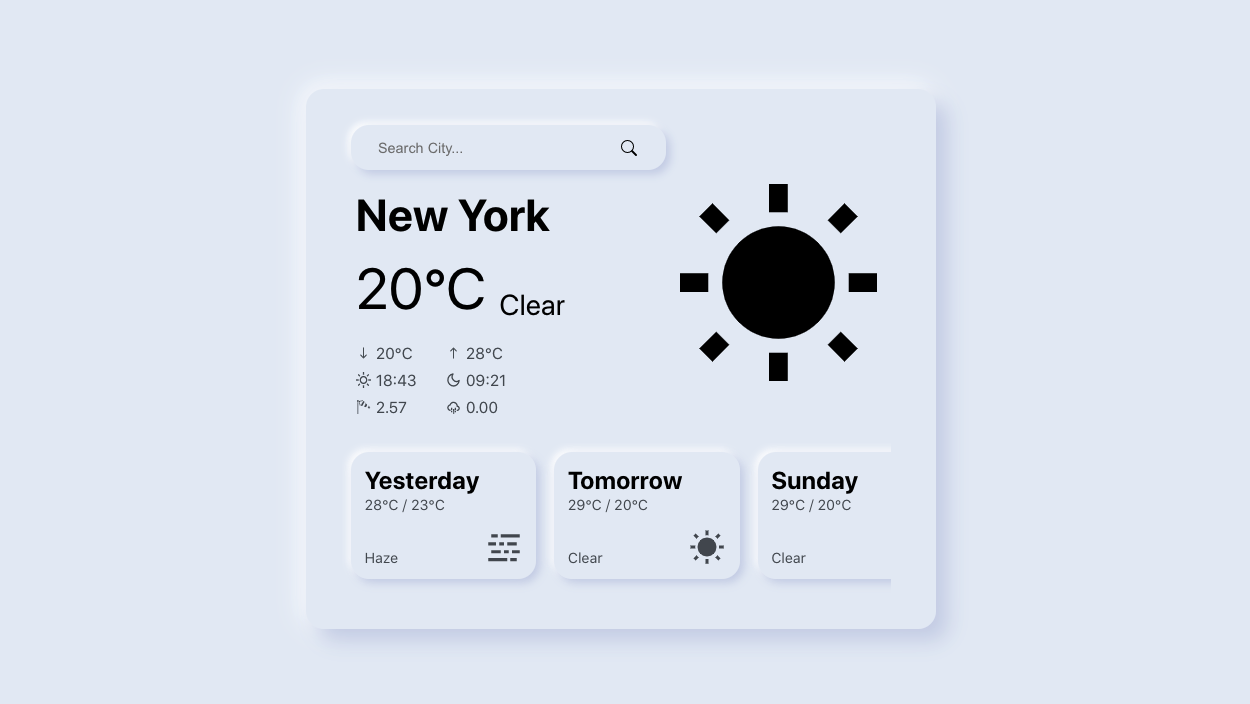 Search City...
New York
20°C Clear
20°C 28°C
18:43 09:21
2.57 0.00
Yesterday
28°C / 23°C
Haze
Tomorrow
29°C / 20°C
Clear
Sunday
29°C / 20°C
Clear